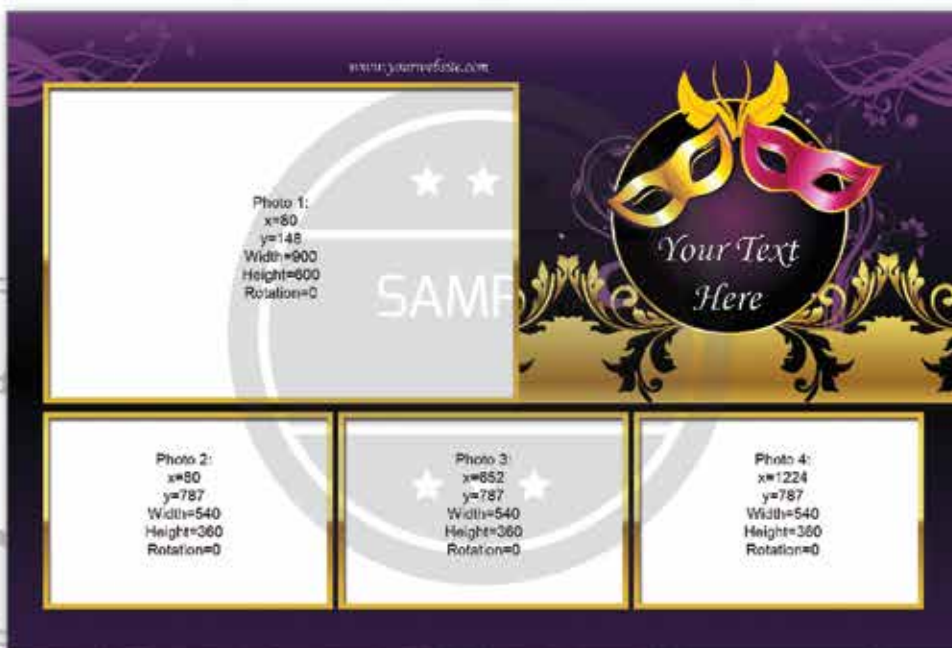 www.yourwebsite.com
Photo 1:
x=80
y=148
Width=900
Height=600
Rotation=0
SAMP
Your Text
Here
Photo 2:
x=80
y=787
Width=540
Height=360
Rotation=0
Photo 3:
x=652
y=787
Width=540
Height=360
Rotation=0
Photo 4:
x=1224
y=787
Width=540
Height=360
Rotation=0